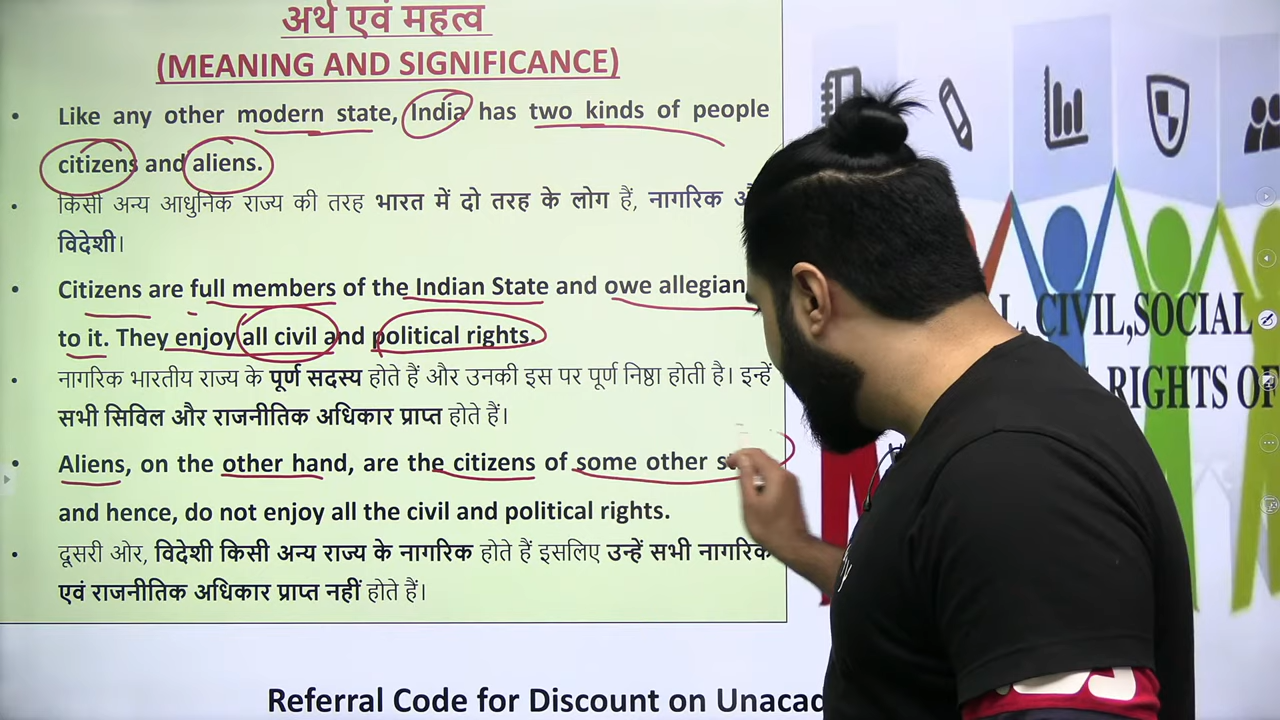 अर्थ एवं महत्व
(MEANING AND SIGNIFICANCE)
• Like any other modern state, India has two kinds of people
citizens and aliens.
• किसी अन्य आधुनिक राज्य की तरह भारत में दो तरह के लोग हैं, नागरिक
विदेशी।
• Citizens are full members of the Indian State and owe
to it. They enjoy all civil and political rights.
• नागरिक भारतीय राज्य के पूर्ण सदस्य होते हैं और उनकी इस पर पूर्ण निष्ठा होती है। इन्हें
सभी सिविल और राजनीतिक अधिकार प्राप्त होते हैं।
• Aliens, on the other hand, are the citizens of some other
and hence, do not enjoy all the civil and political rights.
• दूसरी ओर, विदेशी किसी अन्य राज्य के नागरिक होते हैं इसलिए उन्हें सभी नागरिक
एवं राजनीतिक अधिकार प्राप्त नहीं होते हैं।
CIVIL,SOCIAL
RIGHTS OF
Referral Code for Discount on